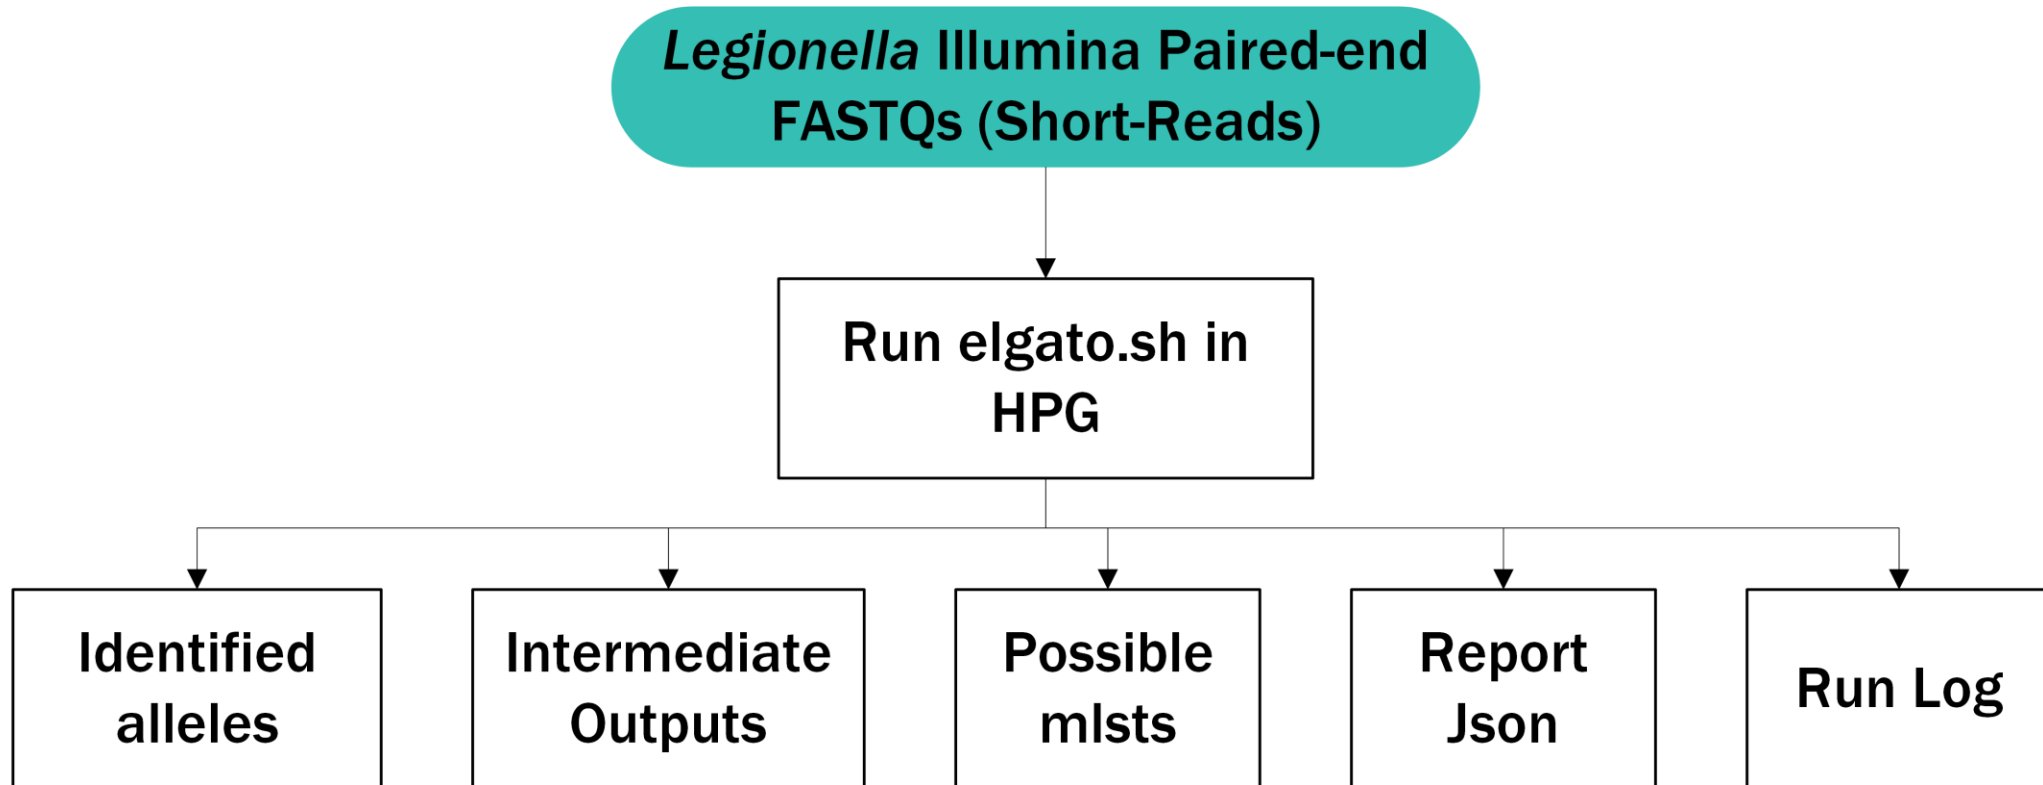 Legionella Illumina Paired-end
FASTQs (Short-Reads)
Run elgato.sh in
HPG
Identified
alleles
Intermediate
Outputs
Possible
mlsts
Report
Json
Run Log